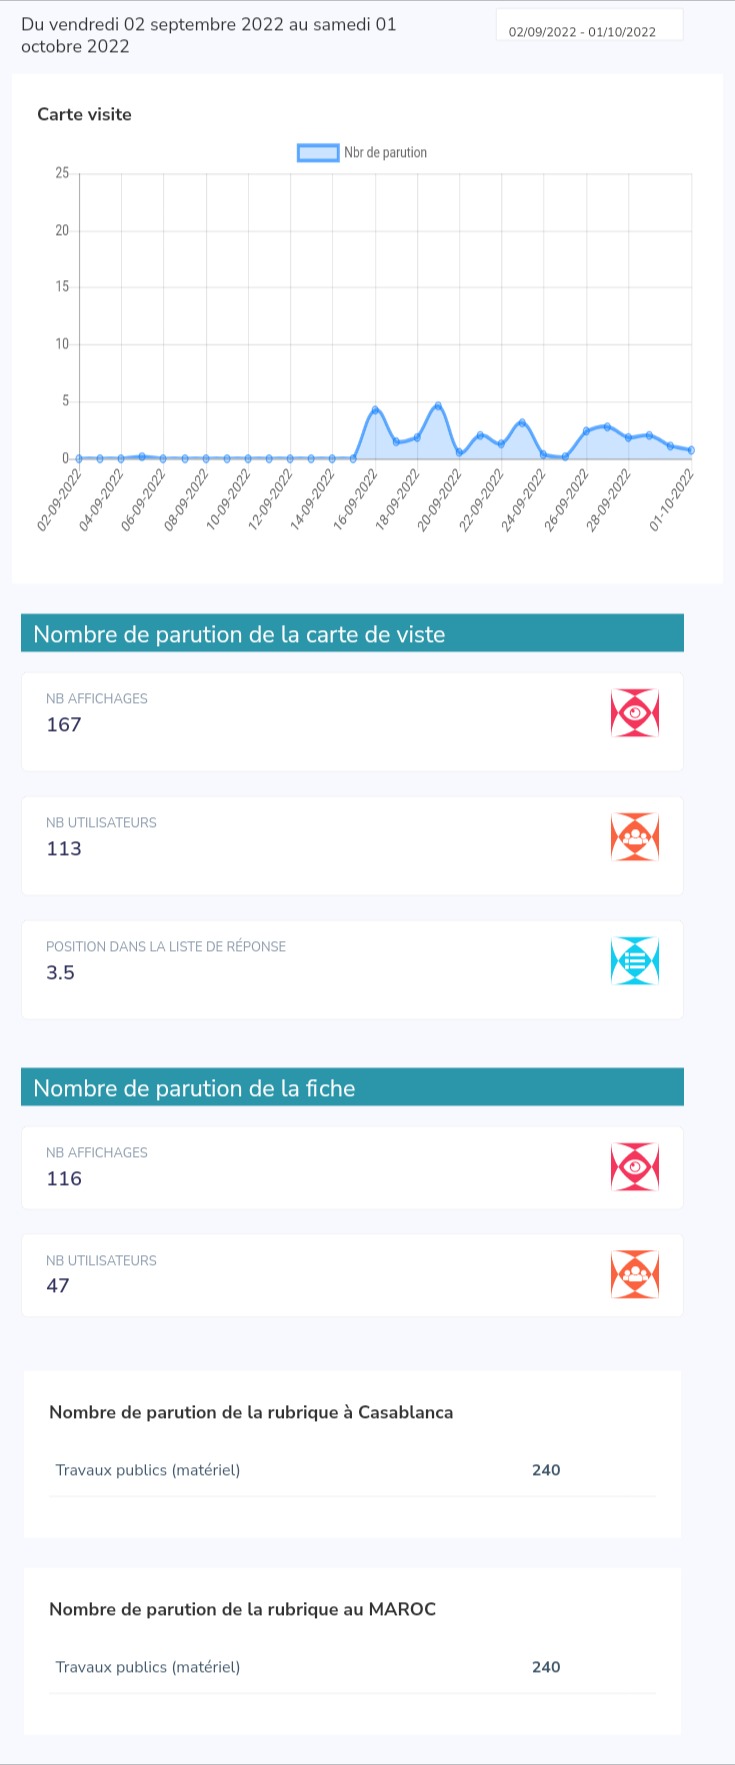 Du vendredi 02 septembre 2022 au samedi 01
octobre 2022
02/09/2022 - 01/10/2022
Carte visite
Nbr de parution
25
20
15
10
5
0
02-09-2022
04-09-2022
06-09-2022
08-09-2022
10-09-2022
12-09-2022
14-09-2022
16-09-2022
18-09-2022
20-09-2022
22-09-2022
24-09-2022
26-09-2022
28-09-2022
01-10-2022
Nombre de parution de la carte de viste
NB AFFICHAGES
167
NB UTILISATEURS
113
POSITION DANS LA LISTE DE RÉPONSE
3.5
Nombre de parution de la fiche
NB AFFICHAGES
116
NB UTILISATEURS
47
Nombre de parution de la rubrique à Casablanca
Travaux publics (matériel) 240
Nombre de parution de la rubrique au MAROC
Travaux publics (matériel) 240